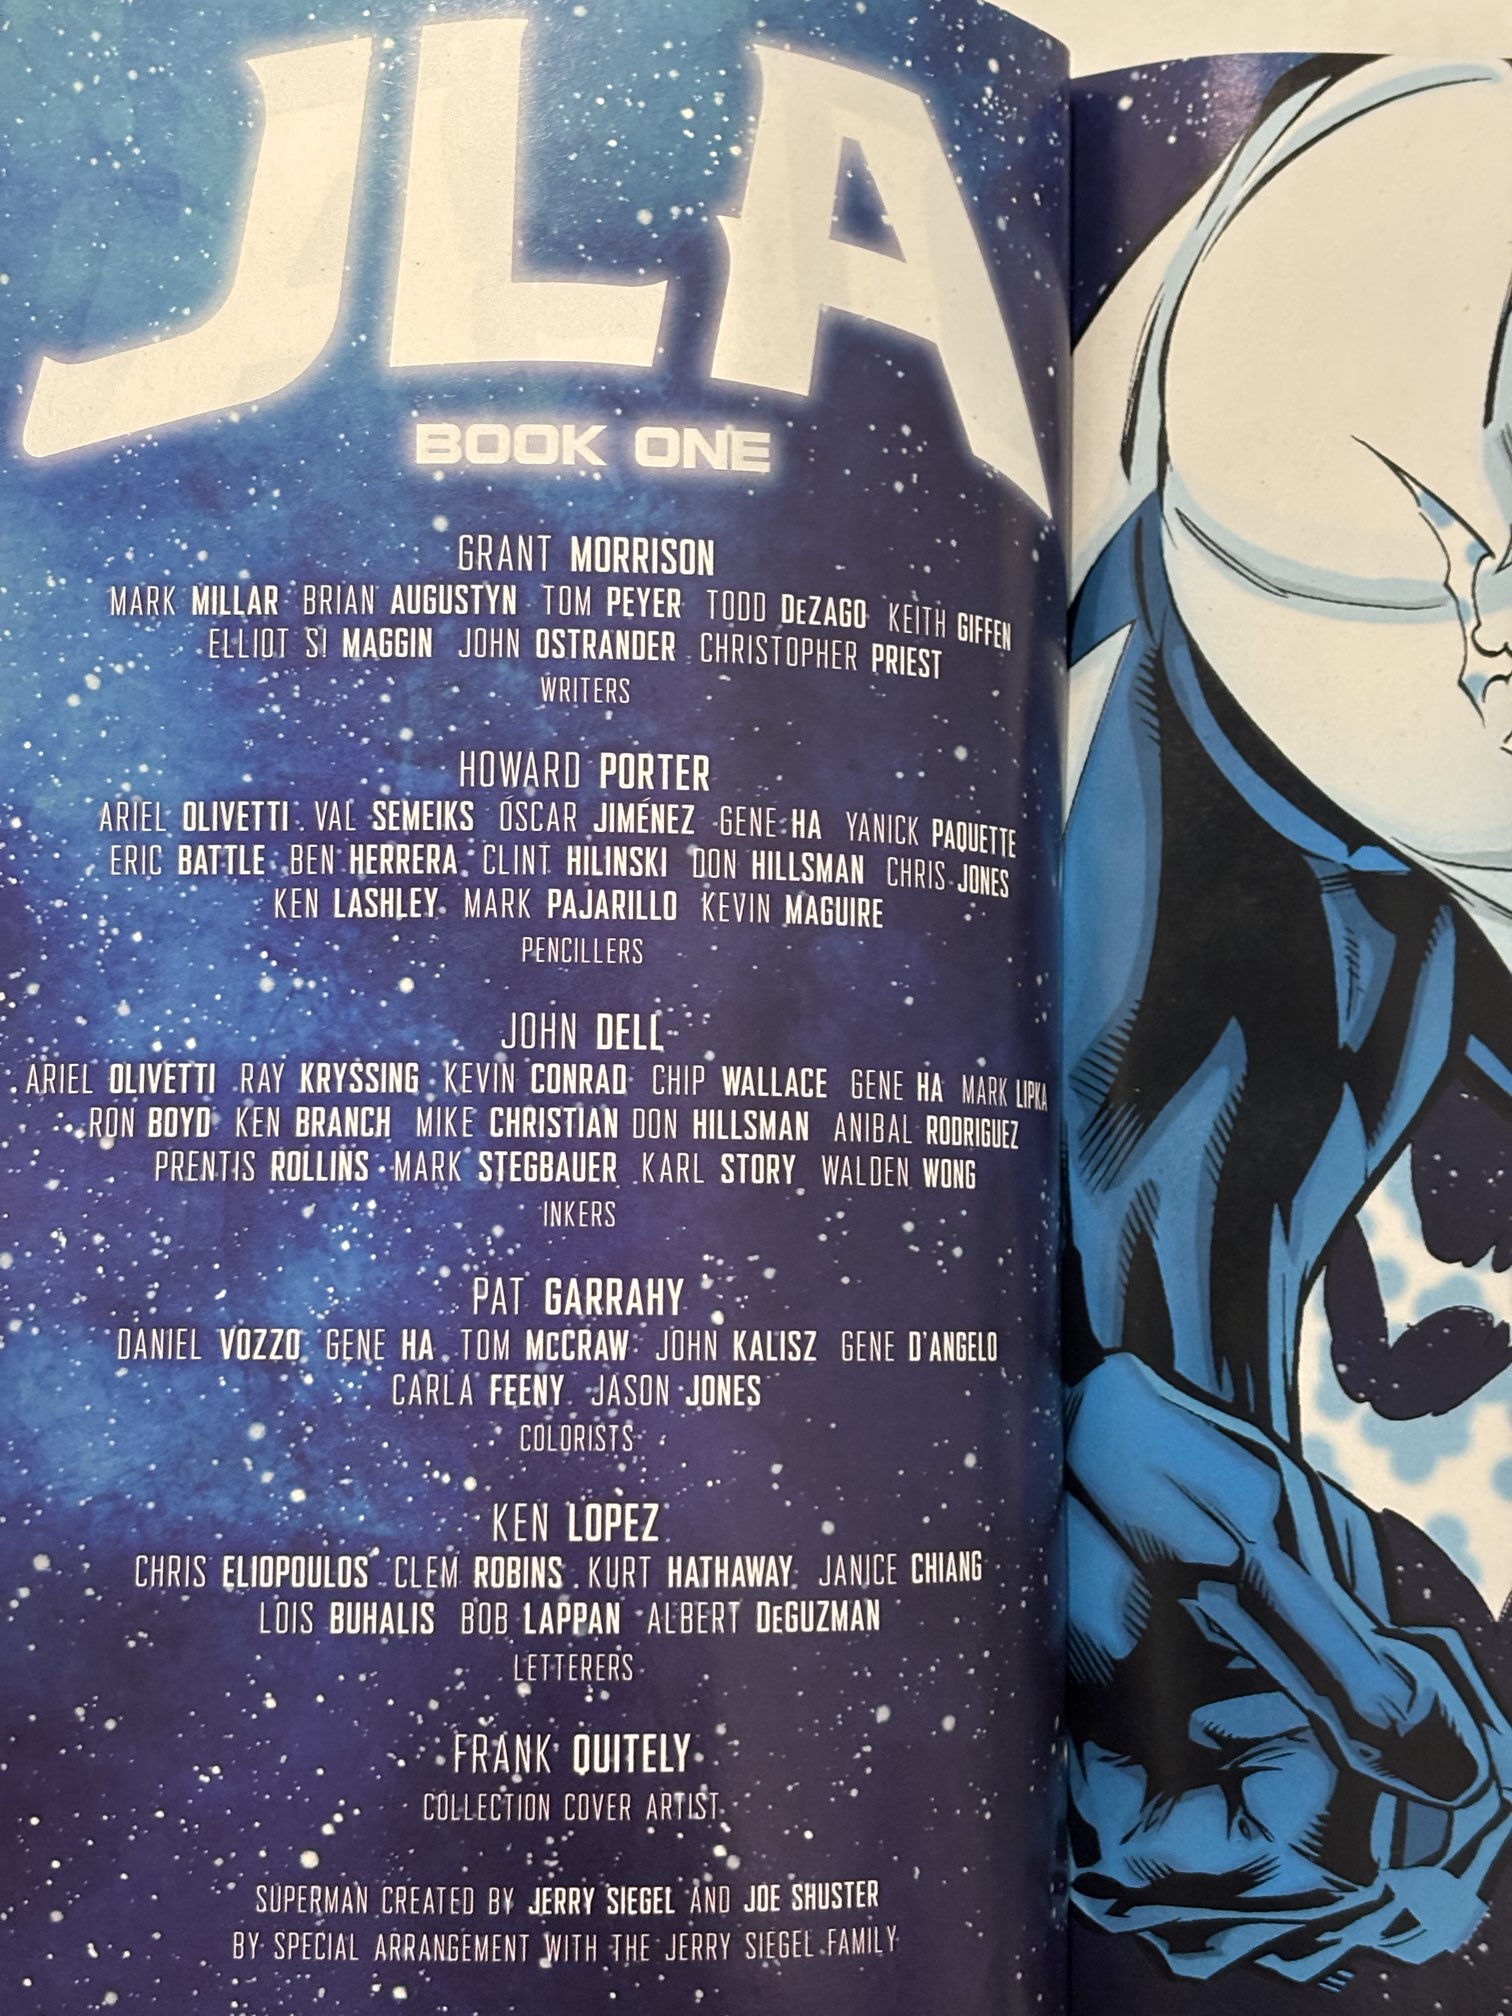 JLA
BOOK ONE
GRANT MORRISON
MARK MILLAR BRIAN AUGUSTYN TOM PEYER TODD DeZAGO KEITH GIFFEN
ELLIOT S! MAGGIN JOHN OSTRANDER CHRISTOPHER PRIEST
WRITERS
HOWARD PORTER
ARIEL OLIVETTI VAL SEMEIKS ÓSCAR JIMÉNEZ GENE HA YANICK PAQUETTE
ERIC BATTLE BEN HERRERA CLINT HILINSKI DON HILLSMAN CHRIS JONES
KEN LASHLEY MARK PAJARILLO KEVIN MAGUIRE
PENCILLERS
JOHN DELL
ARIEL OLIVETTI RAY KRYSSING KEVIN CONRAD CHIP WALLACE GENE HA MARK LIPKA
RON BOYD KEN BRANCH MIKE CHRISTIAN DON HILLSMAN ANIBAL RODRIGUEZ
PRENTIS ROLLINS MARK STEGBAUER KARL STORY WALDEN WONG
INKERS
PAT GARRAHY
DANIEL VOZZO GENE HA TOM McCRAW JOHN KALISZ GENE D'ANGELO
CARLA FEENY JASON JONES
COLORISTS
KEN LOPEZ
CHRIS ELIOPOULOS CLEM ROBINS KURT HATHAWAY JANICE CHIANG
LOIS BUHALIS BOB LAPPAN ALBERT DeGUZMAN
LETTERERS
FRANK QUITELY
COLLECTION COVER ARTIST
SUPERMAN CREATED BY JERRY SIEGEL AND JOE SHUSTER
BY SPECIAL ARRANGEMENT WITH THE JERRY SIEGEL FAMILY